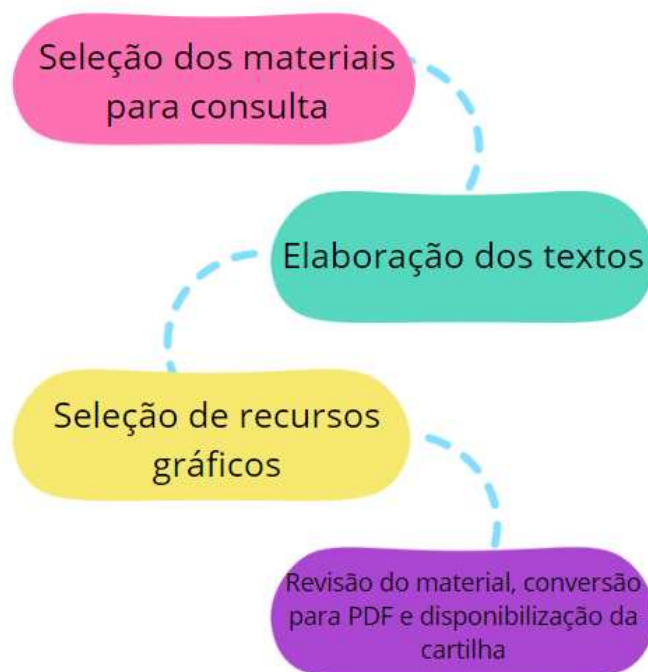 Seleção dos materiais
para consulta
Elaboração dos textos
Seleção de recursos
gráficos
Revisão do material, conversão
para PDF e disponibilização da
cartilha